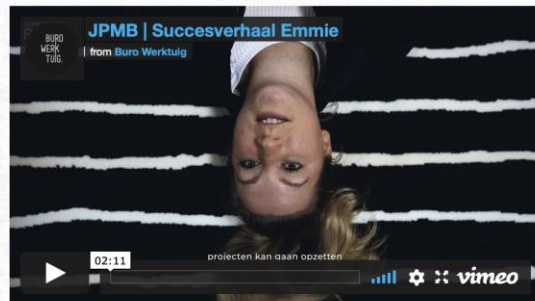 BURO
WERK
TUIG.
JPMB | Succesverhaal Emmie
from Buro Werktuig
projecten kan gaan opzetten
02:11
vimeo